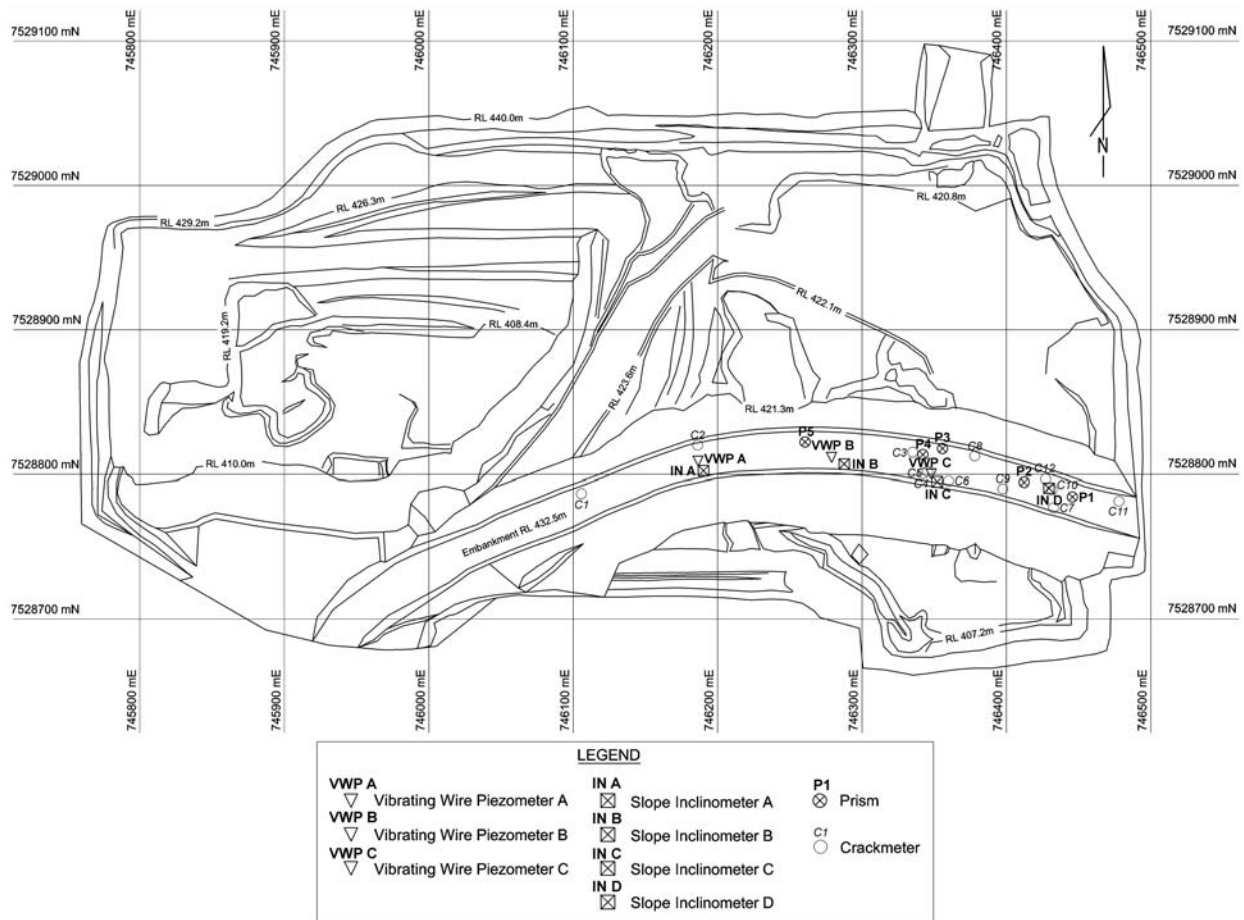 745800 mE
745900 mE
746000 mE
746100 mE
746200 mE
746300 mE
746400 mE
746500 mE
7529100 mN
7529100 mN
N
RL 440.0m
7529000 mN
7529000 mN
RL 426.3m
RL 420.8m
RL 429.2m
RL 422.1m
7528900 mN
7528900 mN
RL 419.2m
RL 408.4m
RL 423.6m
RL 421.3m
C2
P5
P4
P3
C8
VWP B
C3
VWP A
VWP C
P2
C12
7528800 mN
7528800 mN
RL 410.0m
IN A
IN B
C5
C4
C6
IN C
C9
C10
IN D
P1
C7
C11
C1
Embankment RL 432.5m
7528700 mN
7528700 mN
RL 407.2m
745800 mE
745900 mE
746000 mE
746100 mE
746200 mE
746300 mE
746400 mE
746500 mE
LEGEND
VWP A
Vibrating Wire Piezometer A
VWP B
Vibrating Wire Piezometer B
VWP C
Vibrating Wire Piezometer C
IN A
Slope Inclinometer A
IN B
Slope Inclinometer B
IN C
Slope Inclinometer C
IN D
Slope Inclinometer D
P1
Prism
C1
Crackmeter